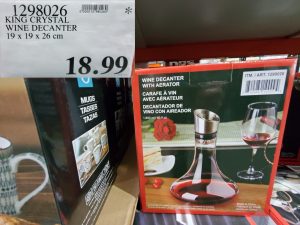 1298026
KING CRYSTAL
WINE DECANTER
19 x 19 x 26 cm
18.99
MUGS
TASSES
TAZAS
ITM. / ART. 1298026
WINE DECANTER
WITH AERATOR
CARAFE À VIN
AVEC AÉRATEUR
DECANTADOR DE
VINO CON AIREADOR